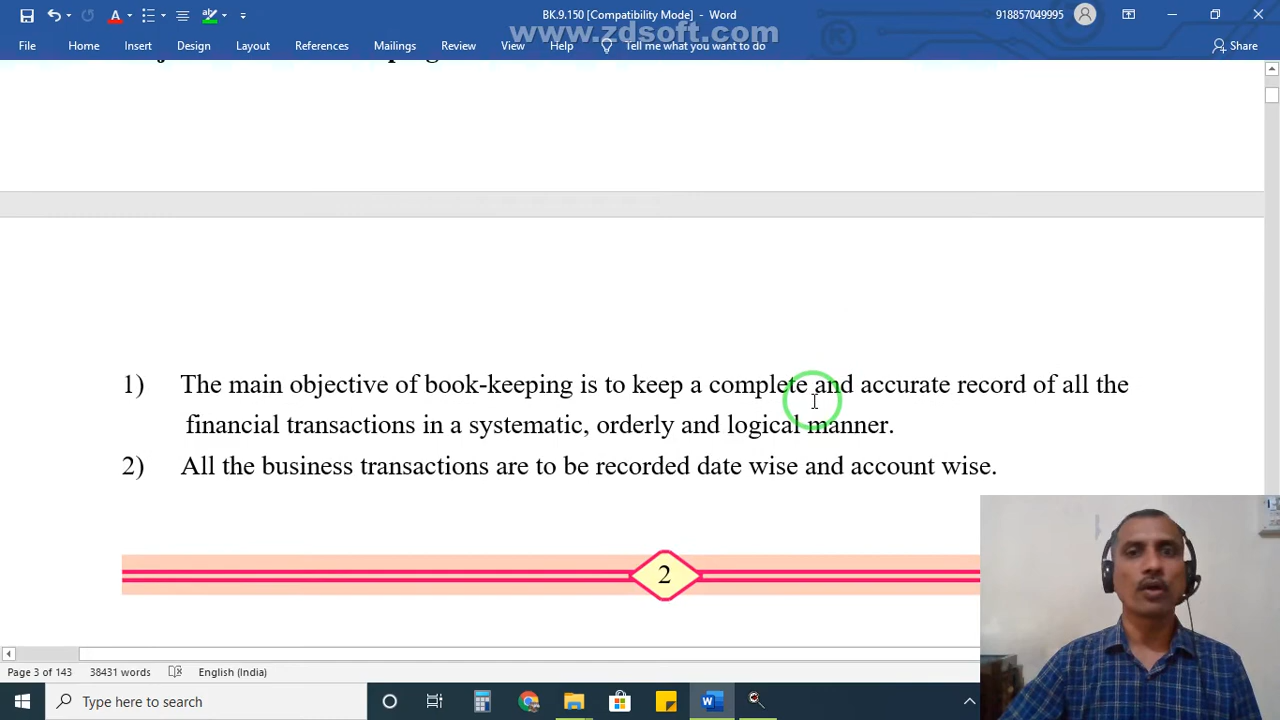 BK.9.150 [Compatibility Mode] - Word
918857049995
www.zdsoft.com
File Home Insert Design Layout References Mailings Review View Help Tell me what you want to do Share
1) The main objective of book-keeping is to keep a complete and accurate record of all the
financial transactions in a systematic, orderly and logical manner.
2) All the business transactions are to be recorded date wise and account wise.
2
Page 3 of 143 38431 words English (India)
Type here to search